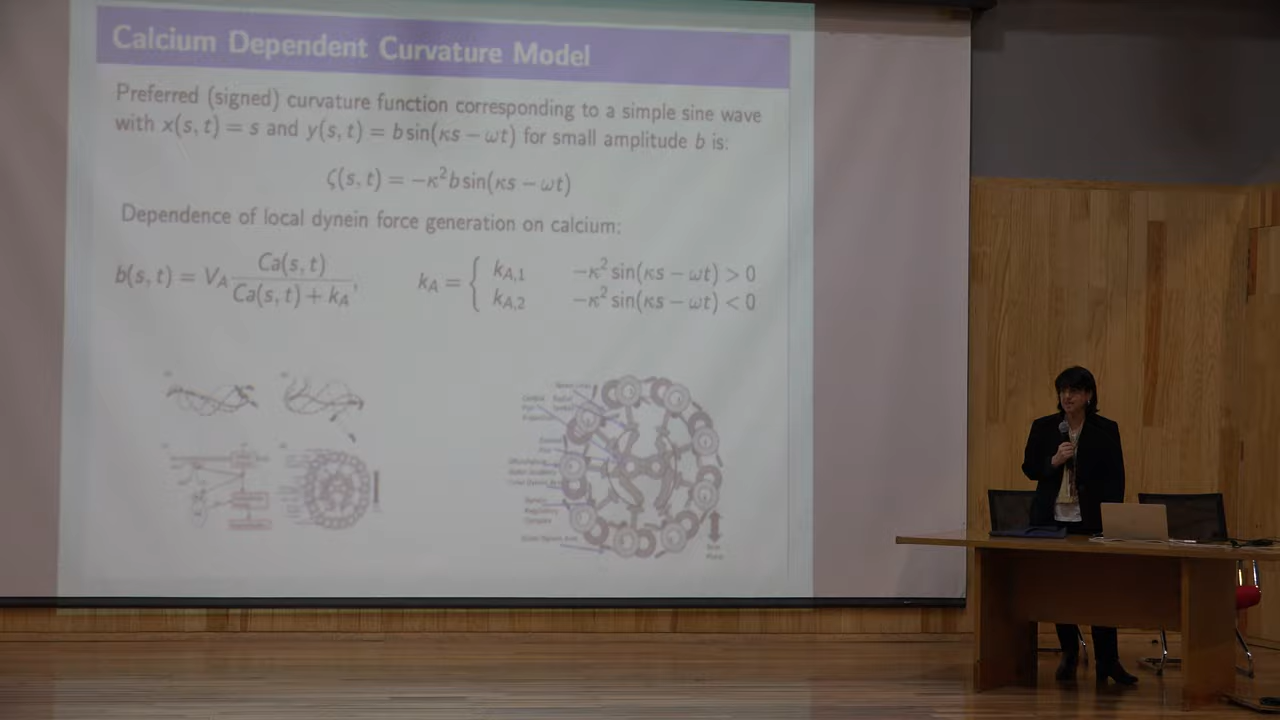 Calcium Dependent Curvature Model
Preferred (signed) curvature function corresponding to a simple sine wave
with x(s, t) = s and y(s, t) = b sin(κs − ωt) for small amplitude b is:
ζ(s, t) = −κ²b sin(κs − ωt)
Dependence of local dynein force generation on calcium:
b(s, t) = V_A Ca(s, t) / (Ca(s, t) + k_A),
k_A = { k_{A,1} −κ² sin(κs − ωt) > 0
k_{A,2} −κ² sin(κs − ωt) < 0